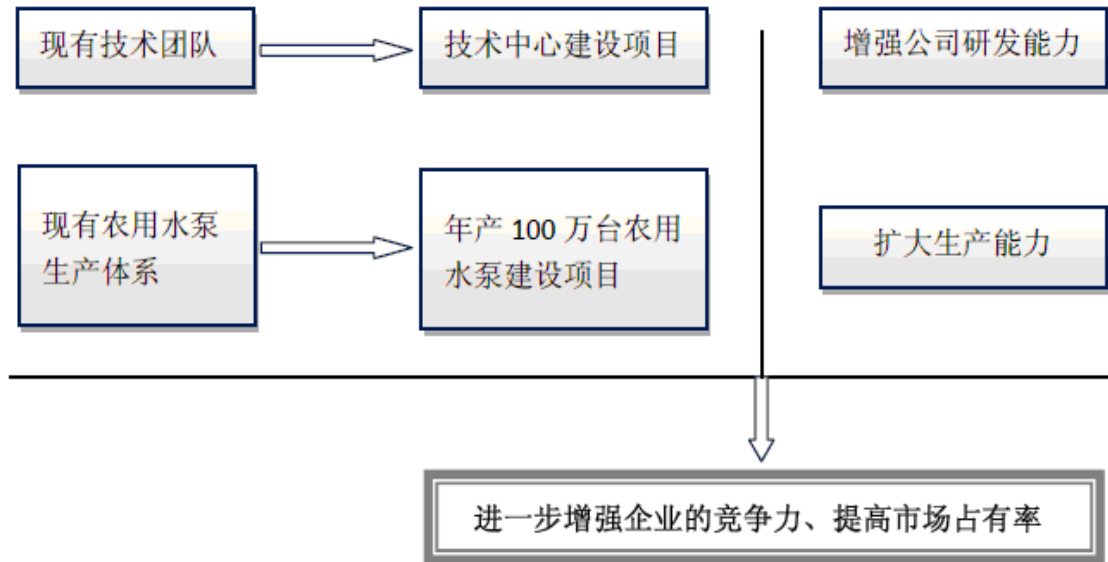 现有技术团队
技术中心建设项目
增强公司研发能力
现有农用水泵
生产体系
年产 100 万台农用
水泵建设项目
扩大生产能力
进一步增强企业的竞争力、提高市场占有率